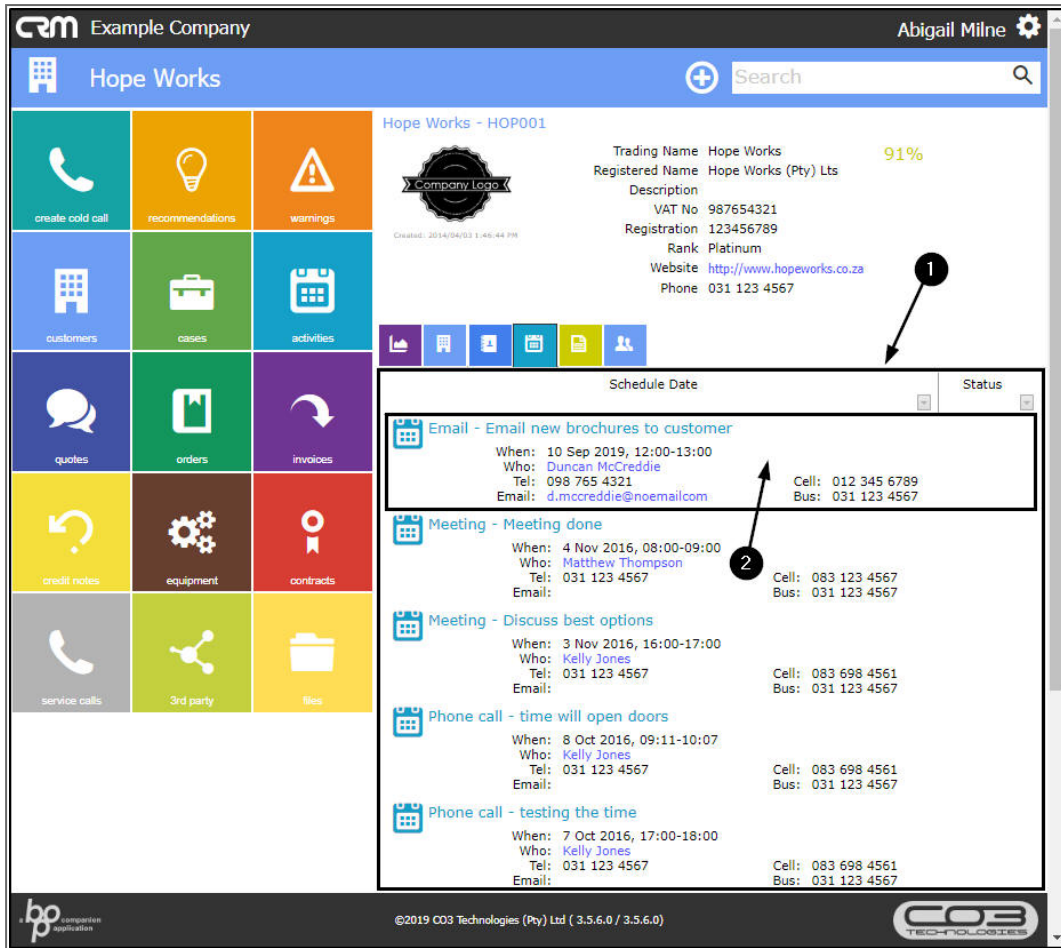 CRM Example Company
Abigail Milne
Hope Works
Search
create cold call
recommendations
warnings
customers
cases
activities
quotes
orders
invoices
credit notes
equipment
contracts
service calls
3rd party
files
Hope Works - HOP001
Company Logo
Created: 2014/04/03 1:46:44 PM
Trading Name Hope Works
91%
Registered Name Hope Works (Pty) Lts
Description
VAT No 987654321
Registration 123456789
Rank Platinum
Website http://www.hopeworks.co.za
Phone 031 123 4567
1
Schedule Date Status
Email - Email new brochures to customer
When: 10 Sep 2019, 12:00-13:00
Who: Duncan McCreddie
Tel: 098 765 4321 Cell: 012 345 6789
Email: d.mccreddie@noemailcom Bus: 031 123 4567
2
Meeting - Meeting done
When: 4 Nov 2016, 08:00-09:00
Who: Matthew Thompson
Tel: 031 123 4567 Cell: 083 123 4567
Email: Bus: 031 123 4567
Meeting - Discuss best options
When: 3 Nov 2016, 16:00-17:00
Who: Kelly Jones
Tel: 031 123 4567 Cell: 083 698 4561
Email: Bus: 031 123 4567
Phone call - time will open doors
When: 8 Oct 2016, 09:11-10:07
Who: Kelly Jones
Tel: 031 123 4567 Cell: 083 698 4561
Email: Bus: 031 123 4567
Phone call - testing the time
When: 7 Oct 2016, 17:00-18:00
Who: Kelly Jones
Tel: 031 123 4567 Cell: 083 698 4561
Email: Bus: 031 123 4567
a bpo companion
application
©2019 CO3 Technologies (Pty) Ltd ( 3.5.6.0 / 3.5.6.0)
CO3
TECHNOLOGIES